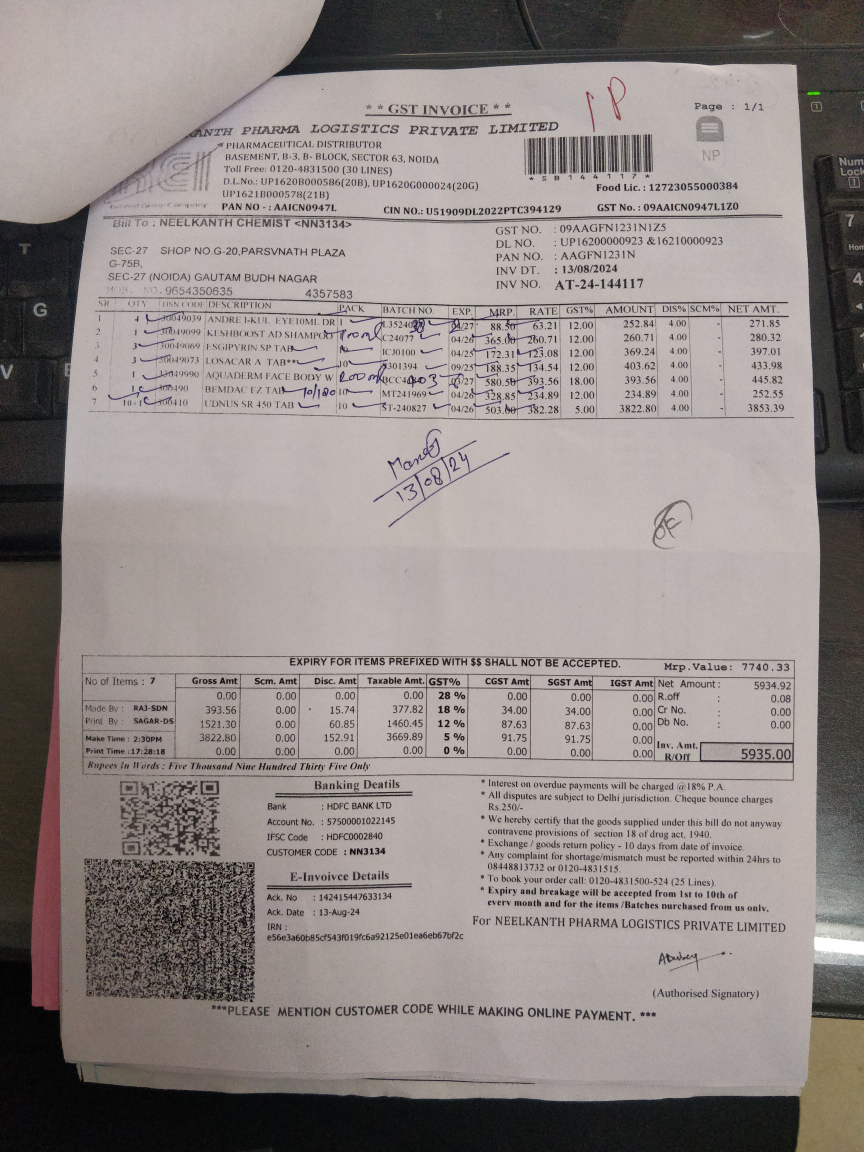 ** GST INVOICE **
Page : 1/1
KANTH PHARMA LOGISTICS PRIVATE LIMITED
PHARMACEUTICAL DISTRIBUTOR
BASEMENT, B-3, B- BLOCK, SECTOR 63, NOIDA
Toll Free: 0120-4831500 (30 LINES)
D.L.No.: UP1620B000586(20B), UP1620G000024(20G)
UP1621B000578(21B)
*SB144117*
NP
Food Lic. : 12723055000384
PAN NO - : AAICN0947L CIN NO.: U51909DL2022PTC394129 GST No. : 09AAICN0947L1Z0
Bill To : NEELKANTH CHEMIST <NN3134>
SEC-27 SHOP NO.G-20,PARSVNATH PLAZA
G-75B,
SEC-27 (NOIDA) GAUTAM BUDH NAGAR
MOB. NO. 9654350635 4357583
GST NO. : 09AAGFN1231N1Z5
DL NO. : UP16200000923 &16210000923
PAN NO. : AAGFN1231N
INV DT. : 13/08/2024
INV NO. AT-24-144117
SR QTY HSN CODE DESCRIPTION PACK BATCH NO. EXP. MRP. RATE GST% AMOUNT DIS% SCM% NET AMT.
1 4 30049039 ANDRE I-KUL EYE10ML DR 1 /27 88.50 63.21 12.00 252.84 4.00 - 271.85
2 1 30049099 KESHBOOST AD SHAMPO 100ml C24077 04/26 365.00 260.71 12.00 260.71 4.00 - 280.32
3 3 30049069 ESGIPYRIN SP TAB 10 ICJ0100 04/25 172.31 123.08 12.00 369.24 4.00 - 397.01
4 3 30049073 LOSACAR A TAB** 10 09/25 188.35 134.54 12.00 403.62 4.00 - 433.98
5 1 AQUADERM FACE BODY W 200ml 03/27 580.50 393.56 18.00 393.56 4.00 - 445.82
6 1 300490 BEMDAC EZ TAB 10/180 10 MT241969 04/26 328.85 234.89 12.00 234.89 4.00 - 252.55
7 10+1 300410 UDNUS SR 450 TAB 10 ST-240827 04/26 503.60 382.28 5.00 3822.80 4.00 - 3853.39
13/08/24
EXPIRY FOR ITEMS PREFIXED WITH $$ SHALL NOT BE ACCEPTED. Mrp.Value: 7740.33
No of Items : 7 Gross Amt Scm. Amt Disc. Amt Taxable Amt. GST% CGST Amt SGST Amt IGST Amt Net Amount : 5934.92
0.00 0.00 0.00 0.00 28 % 0.00 0.00 0.00 R.off : 0.08
Made By : RAJ-SDN 393.56 0.00 15.74 377.82 18 % 34.00 34.00 0.00 Cr No. : 0.00
Print By : SAGAR-DS 1521.30 0.00 60.85 1460.45 12 % 87.63 87.63 0.00 Db No. : 0.00
Make Time : 2:30PM 3822.80 0.00 152.91 3669.89 5 % 91.75 91.75 0.00
Print Time :17:28:18 0.00 0.00 0.00 0.00 0 % 0.00 0.00 0.00 Inv. Amt. R/Off 5935.00
Rupees In Words : Five Thousand Nine Hundred Thirty Five Only
Banking Deatils
Bank : HDFC BANK LTD
Account No. : 57500001022145
IFSC Code : HDFC0002840
CUSTOMER CODE : NN3134
E-Invoivce Details
Ack. No : 142415447633134
Ack. Date : 13-Aug-24
IRN :
e56e3a60b85cf543f019fc6a92125e01ea6eb67bf2c
* Interest on overdue payments will be charged @18% P.A.
* All disputes are subject to Delhi jurisdiction. Cheque bounce charges
Rs.250/-
* We hereby certify that the goods supplied under this bill do not anyway
contravene provisions of section 18 of drug act, 1940.
* Exchange / goods return policy - 10 days from date of invoice.
* Any complaint for shortage/mismatch must be reported within 24hrs to
08448813732 or 0120-4831515.
* To book your order call: 0120-4831500-524 (25 Lines).
* Expiry and breakage will be accepted from 1st to 10th of
every month and for the items /Batches purchased from us only.
For NEELKANTH PHARMA LOGISTICS PRIVATE LIMITED
(Authorised Signatory)
***PLEASE MENTION CUSTOMER CODE WHILE MAKING ONLINE PAYMENT. ***